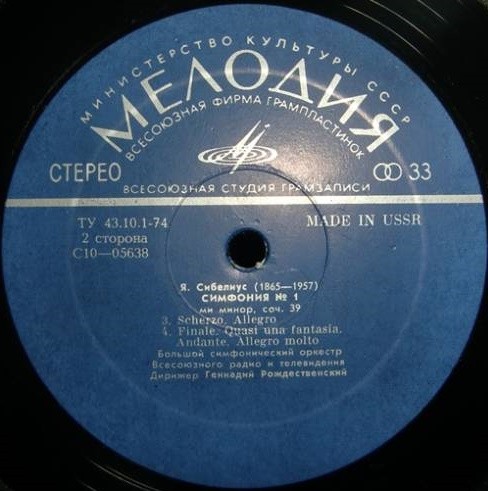 МИНИСТЕРСТВО КУЛЬТУРЫ СССР
МЕЛОДИЯ
ВСЕСОЮЗНАЯ ФИРМА ГРАМПЛАСТИНОК
СТЕРЕО 33
ВСЕСОЮЗНАЯ СТУДИЯ ГРАМЗАПИСИ
ТУ 43.10.1-74 MADE IN USSR
2 сторона
С10—05638
Я. Сибелиус (1865—1957)
СИМФОНИЯ № 1
ми минор, соч. 39
3. Scherzo. Allegro
4. Finale. Quasi una fantasia.
Andante. Allegro molto
Большой симфонический оркестр
Всесоюзного радио и телевидения
Дирижер Геннадий Рождественский